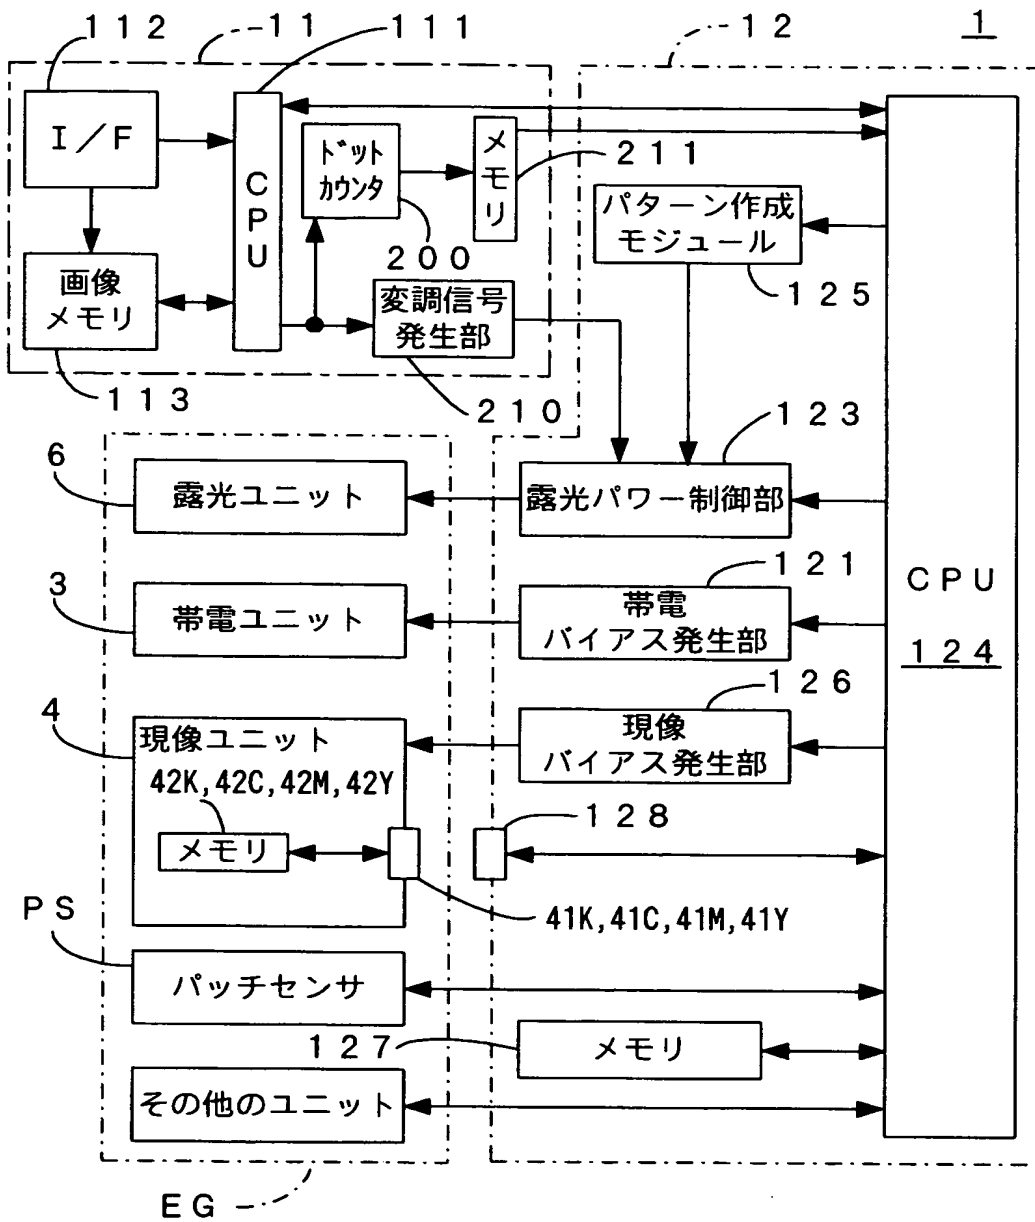 112
11
111
12
1
I/F
CPU
ドット
カウンタ
メモリ
211
パターン作成
モジュール
200
125
画像
メモリ
変調信号
発生部
113
210
123
6
露光ユニット
露光パワー制御部
121
CPU
124
3
帯電ユニット
帯電
バイアス発生部
126
4
現像ユニット
42K,42C,42M,42Y
現像
バイアス発生部
128
メモリ
41K,41C,41M,41Y
PS
パッチセンサ
127
メモリ
その他のユニット
EG